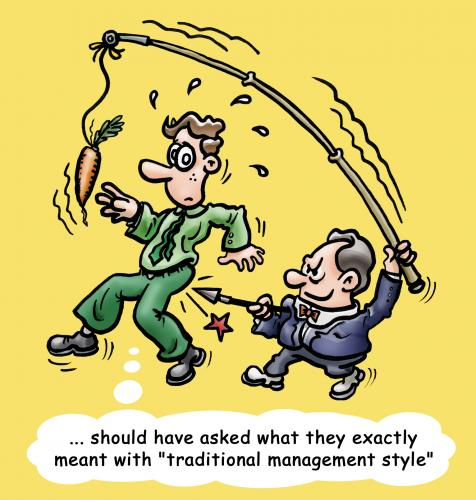 ... should have asked what they exactly
meant with "traditional management style"